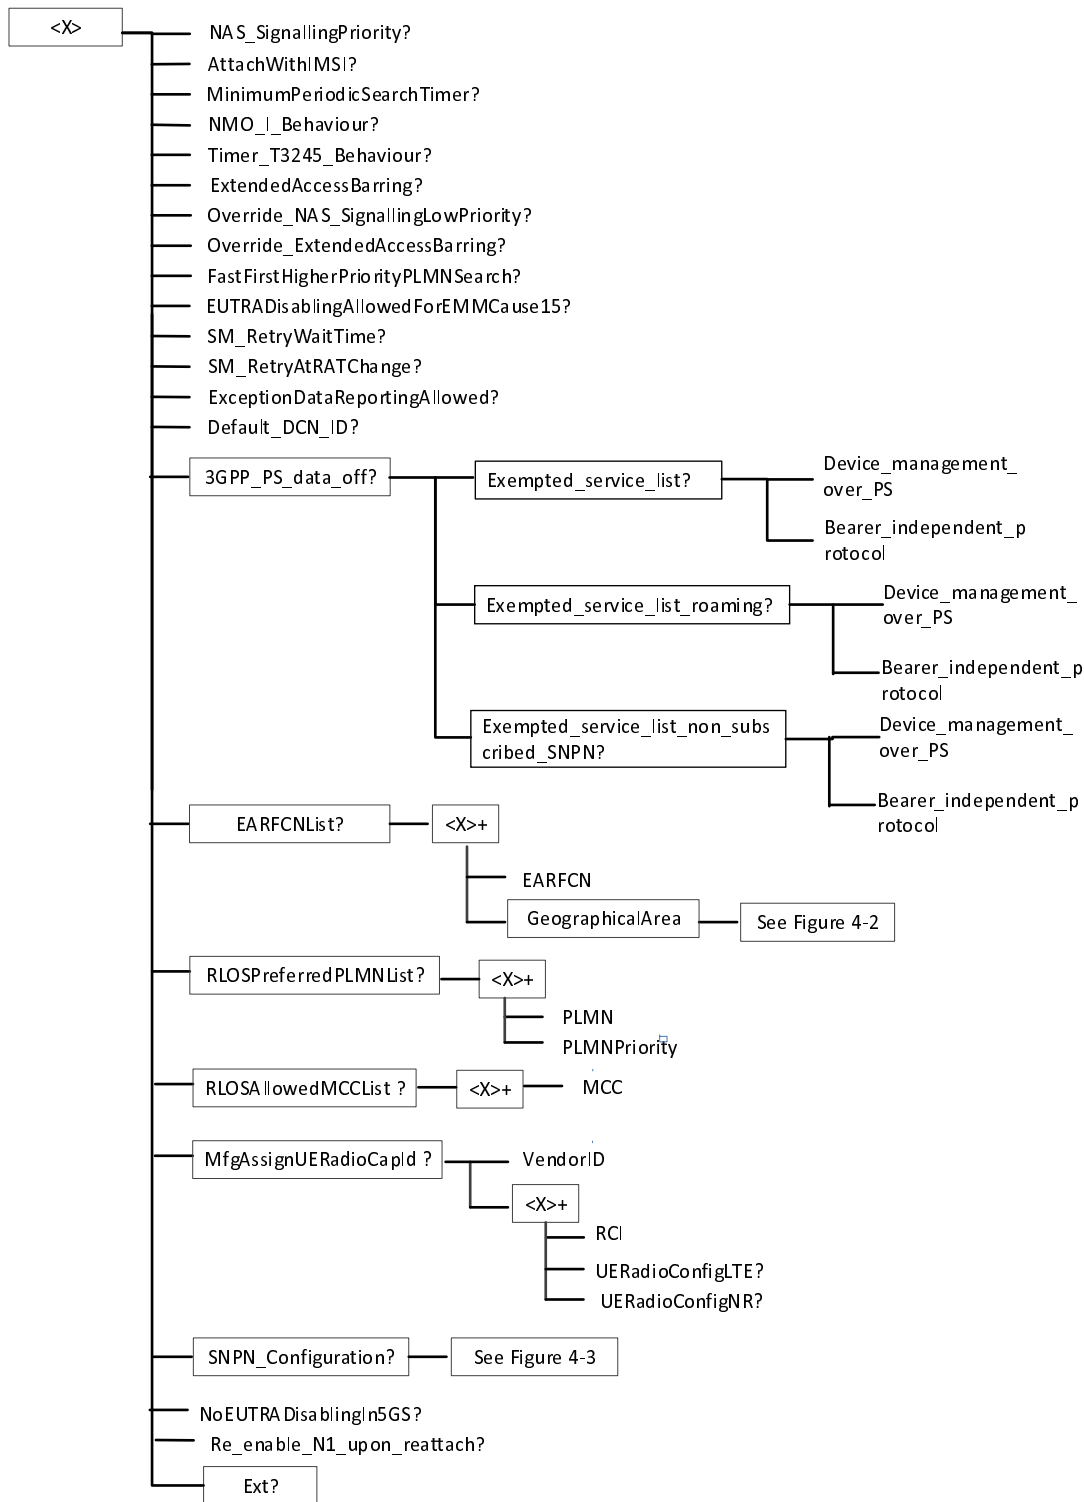 <X>
NAS_SignallingPriority?
AttachWithIMSI?
MinimumPeriodicSearchTimer?
NMO_I_Behaviour?
Timer_T3245_Behaviour?
ExtendedAccessBarring?
Override_NAS_SignallingLowPriority?
Override_ExtendedAccessBarring?
FastFirstHigherPriorityPLMNSearch?
EUTRADisablingAllowedForEMMCause15?
SM_RetryWaitTime?
SM_RetryAtRATChange?
ExceptionDataReportingAllowed?
Default_DCN_ID?
3GPP_PS_data_off?
Exempted_service_list?
Device_management_
over_PS
Bearer_independent_p
rotocol
Exempted_service_list_roaming?
Device_management_
over_PS
Bearer_independent_p
rotocol
Exempted_service_list_non_subs
cribed_SNPN?
Device_management_
over_PS
Bearer_independent_p
rotocol
EARFCNList?
<X>+
EARFCN
GeographicalArea
See Figure 4-2
RLOSPreferredPLMNList?
<X>+
PLMN
PLMNPriority
RLOSAllowedMCCList ?
<X>+
MCC
MfgAssignUERadioCapId ?
VendorID
<X>+
RCI
UERadioConfigLTE?
UERadioConfigNR?
SNPN_Configuration?
See Figure 4-3
NoEUTRADisablingIn5GS?
Re_enable_N1_upon_reattach?
Ext?